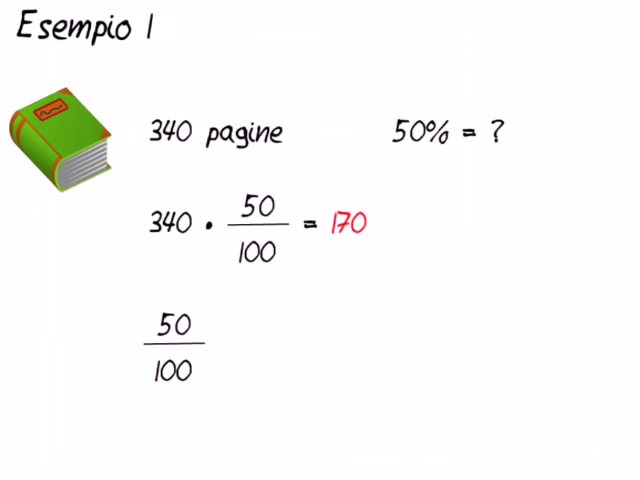 Esempio 1
340 pagine 50% = ?
340 · 50/100 = 170
50/100